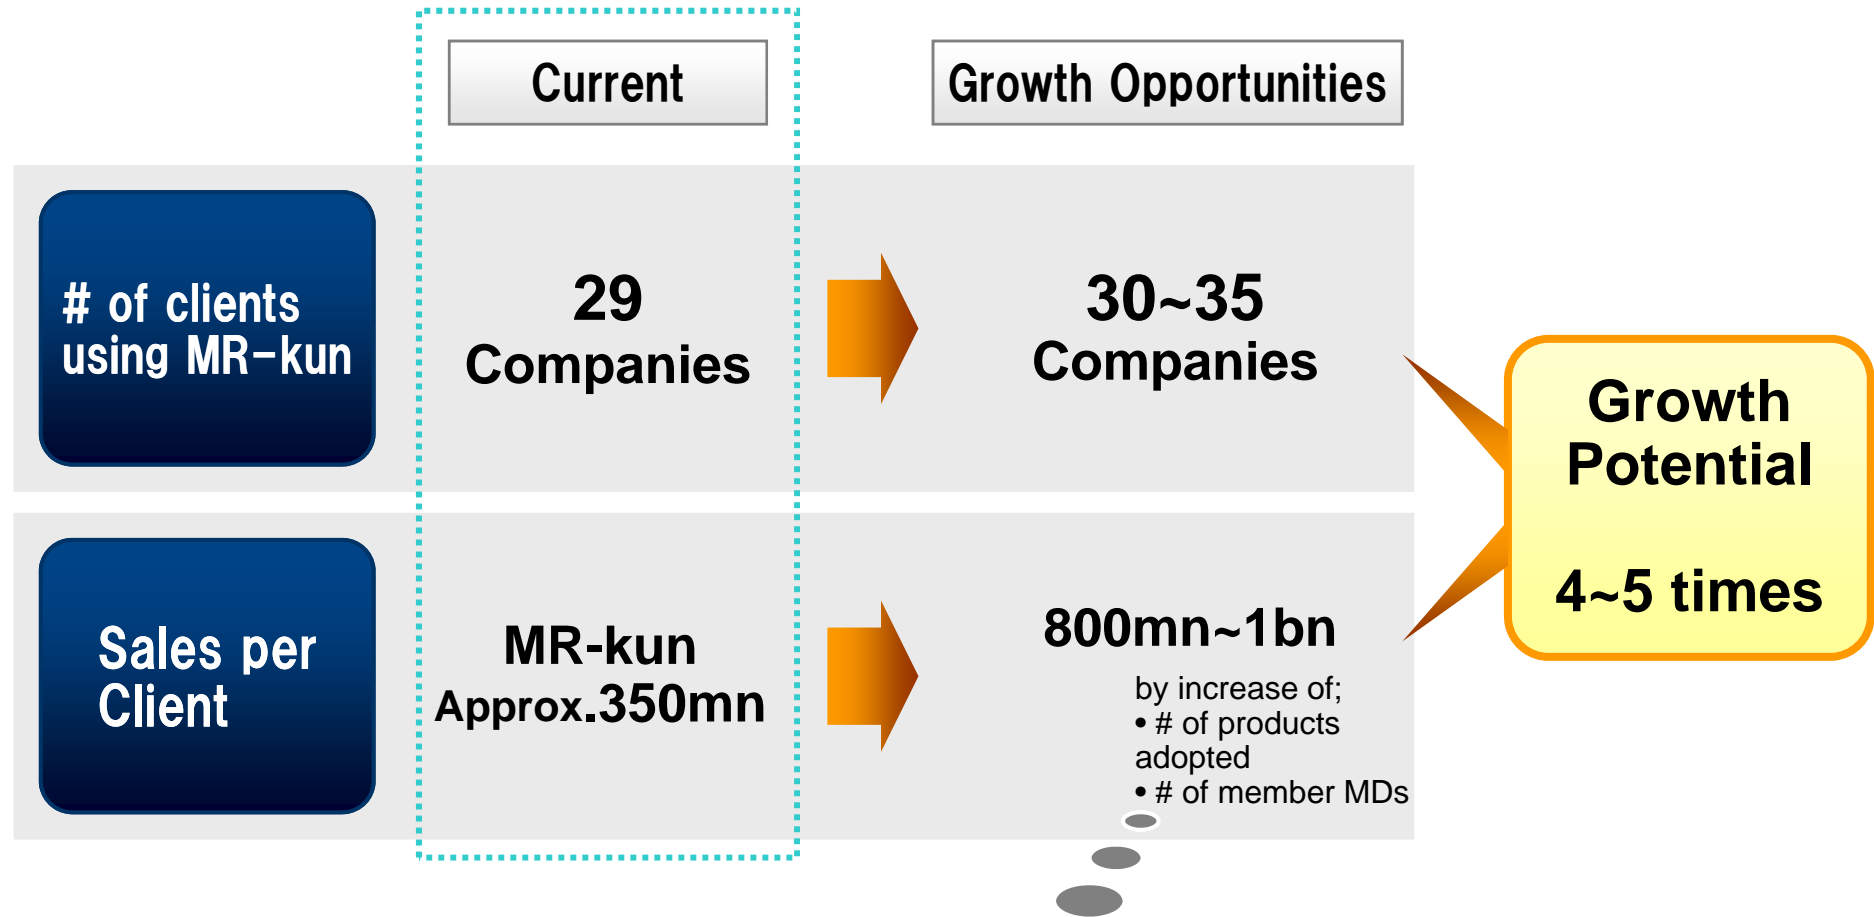 Current
Growth Opportunities
# of clients
using MR-kun
29
Companies
30~35
Companies
Growth
Potential
4~5 times
Sales per
Client
MR-kun
Approx.350mn
800mn~1bn
by increase of;
• # of products
adopted
• # of member MDs